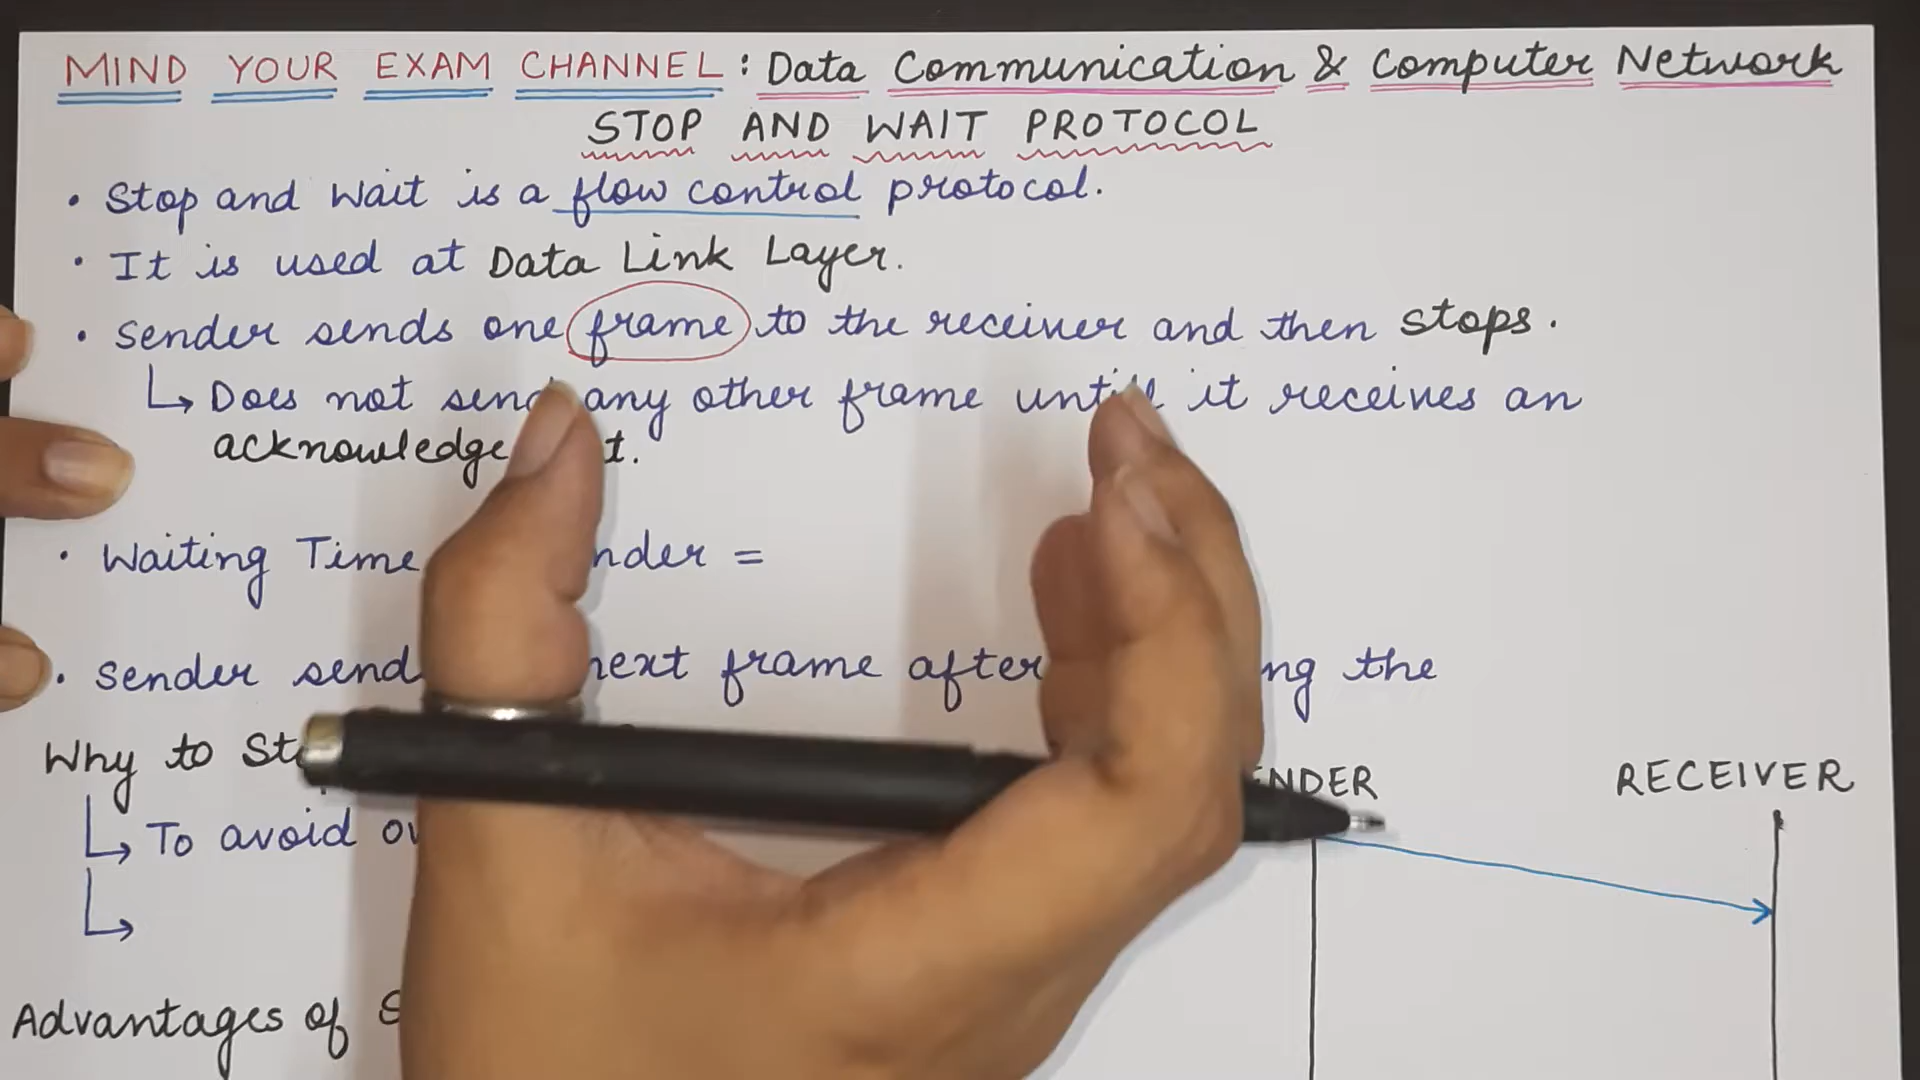 MIND YOUR EXAM CHANNEL : Data Communication & Computer Network
STOP AND WAIT PROTOCOL
• Stop and Wait is a flow control protocol.
• It is used at Data Link Layer.
• Sender sends one frame to the receiver and then stops.
↳ Does not send any other frame untill it receives an
• Waiting Time =
• Sender next frame after the
Why to
SENDER RECEIVER
↳ To avoid
↳
Advantages of